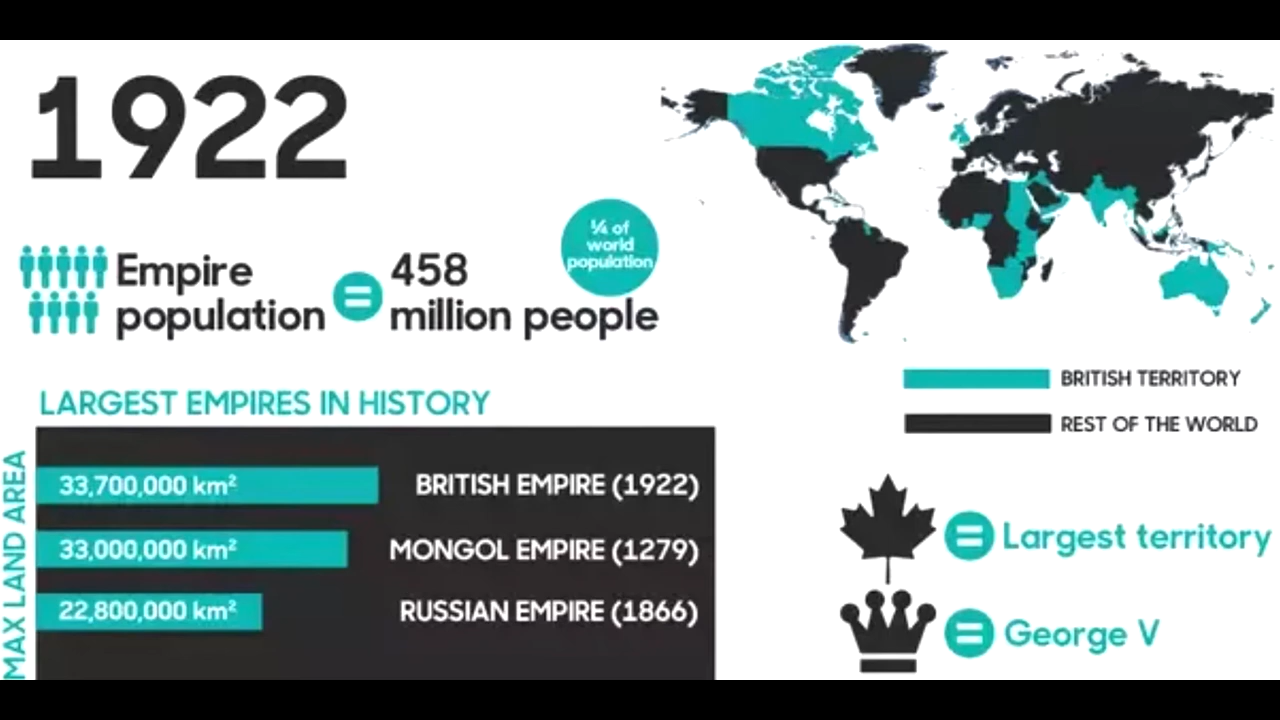 1922
Empire
population
=
458
million people
¼ of
world
population
LARGEST EMPIRES IN HISTORY
MAX LAND AREA
33,700,000 km²
BRITISH EMPIRE (1922)
33,000,000 km²
MONGOL EMPIRE (1279)
22,800,000 km²
RUSSIAN EMPIRE (1866)
BRITISH TERRITORY
REST OF THE WORLD
= Largest territory
= George V